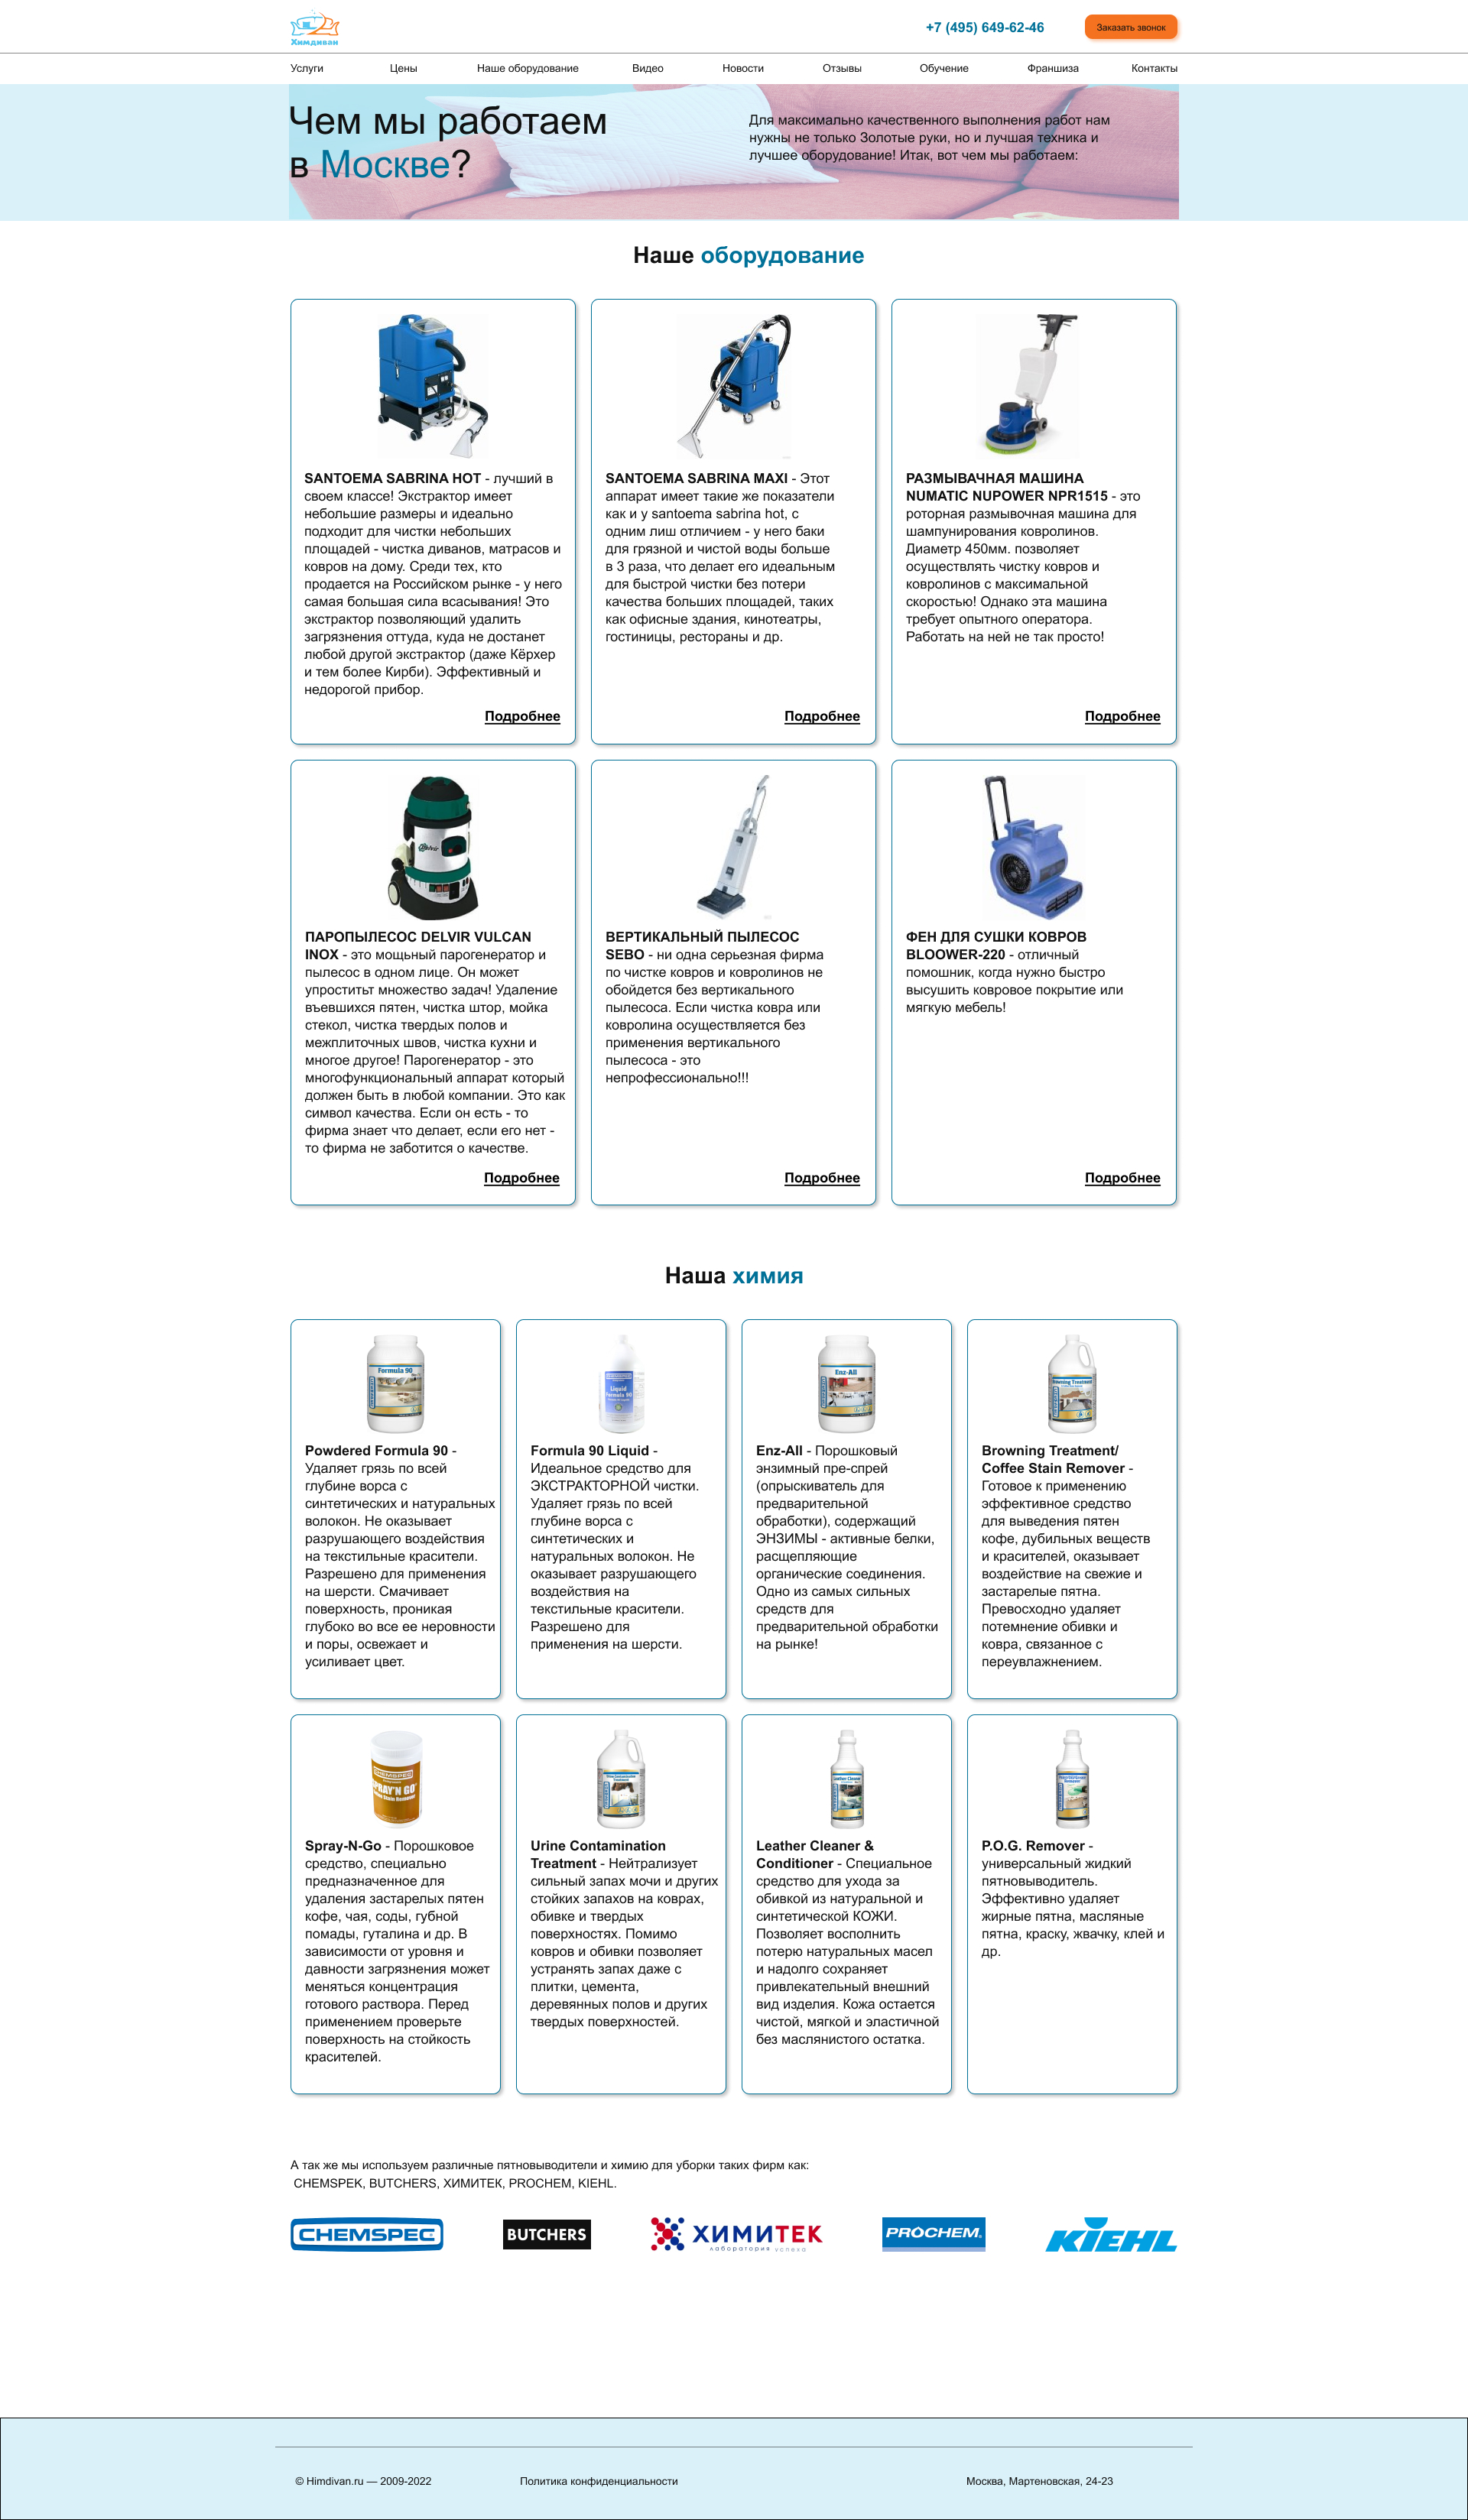 Химдиван
+7 (495) 649-62-46
Заказать звонок
Услуги
Цены
Наше оборудование
Видео
Новости
Отзывы
Обучение
Франшиза
Контакты
Чем мы работаем
в Москве?
Для максимально качественного выполнения работ нам
нужны не только Золотые руки, но и лучшая техника и
лучшее оборудование! Итак, вот чем мы работаем:
Наше оборудование
SANTOEMA SABRINA HOT - лучший в
своем классе! Экстрактор имеет
небольшие размеры и идеально
подходит для чистки небольших
площадей - чистка диванов, матрасов и
ковров на дому. Среди тех, кто
продается на Российском рынке - у него
самая большая сила всасывания! Это
экстрактор позволяющий удалить
загрязнения оттуда, куда не достанет
любой другой экстрактор (даже Кёрхер
и тем более Кирби). Эффективный и
недорогой прибор.
Подробнее
SANTOEMA SABRINA MAXI - Этот
аппарат имеет такие же показатели
как и у santoema sabrina hot, с
одним лиш отличием - у него баки
для грязной и чистой воды больше
в 3 раза, что делает его идеальным
для быстрой чистки без потери
качества больших площадей, таких
как офисные здания, кинотеатры,
гостиницы, рестораны и др.
Подробнее
РАЗМЫВАЧНАЯ МАШИНА
NUMATIC NUPOWER NPR1515 - это
роторная размывочная машина для
шампунирования ковролинов.
Диаметр 450мм. позволяет
осуществлять чистку ковров и
ковролинов с максимальной
скоростью! Однако эта машина
требует опытного оператора.
Работать на ней не так просто!
Подробнее
ПАРОПЫЛЕСОС DELVIR VULCAN
INOX - это мощьный парогенератор и
пылесос в одном лице. Он может
упроститьт множество задач! Удаление
въевшихся пятен, чистка штор, мойка
стекол, чистка твердых полов и
межплиточных швов, чистка кухни и
многое другое! Парогенератор - это
многофункциональный аппарат который
должен быть в любой компании. Это как
символ качества. Если он есть - то
фирма знает что делает, если его нет -
то фирма не заботится о качестве.
Подробнее
ВЕРТИКАЛЬНЫЙ ПЫЛЕСОС
SEBO - ни одна серьезная фирма
по чистке ковров и ковролинов не
обойдется без вертикального
пылесоса. Если чистка ковра или
ковролина осуществляется без
применения вертикального
пылесоса - это
непрофессионально!!!
Подробнее
ФЕН ДЛЯ СУШКИ КОВРОВ
BLOOWER-220 - отличный
помошник, когда нужно быстро
высушить ковровое покрытие или
мягкую мебель!
Подробнее
Наша химия
Formula 90
Powdered Formula 90 -
Удаляет грязь по всей
глубине ворса с
синтетических и натуральных
волокон. Не оказывает
разрушающего воздействия
на текстильные красители.
Разрешено для применения
на шерсти. Смачивает
поверхность, проникая
глубоко во все ее неровности
и поры, освежает и
усиливает цвет.
Liquid
Formula 90
Formula 90 Liquid -
Идеальное средство для
ЭКСТРАКТОРНОЙ чистки.
Удаляет грязь по всей
глубине ворса с
синтетических и
натуральных волокон. Не
оказывает разрушающего
воздействия на
текстильные красители.
Разрешено для
применения на шерсти.
Enz-All
Enz-All - Порошковый
энзимный пре-спрей
(опрыскиватель для
предварительной
обработки), содержащий
ЭНЗИМЫ - активные белки,
расщепляющие
органические соединения.
Одно из самых сильных
средств для
предварительной обработки
на рынке!
Browning Treatment
Browning Treatment/
Coffee Stain Remover -
Готовое к применению
эффективное средство
для выведения пятен
кофе, дубильных веществ
и красителей, оказывает
воздействие на свежие и
застарелые пятна.
Превосходно удаляет
потемнение обивки и
ковра, связанное с
переувлажнением.
CHEMSPEC
SPRAY'N GO
Spray-N-Go - Порошковое
средство, специально
предназначенное для
удаления застарелых пятен
кофе, чая, соды, губной
помады, гуталина и др. В
зависимости от уровня и
давности загрязнения может
меняться концентрация
готового раствора. Перед
применением проверьте
поверхность на стойкость
красителей.
Urine Contamination
Treatment - Нейтрализует
сильный запах мочи и других
стойких запахов на коврах,
обивке и твердых
поверхностях. Помимо
ковров и обивки позволяет
устранять запах даже с
плитки, цемента,
деревянных полов и других
твердых поверхностей.
Leather Cleaner
Leather Cleaner &
Conditioner - Специальное
средство для ухода за
обивкой из натуральной и
синтетической КОЖИ.
Позволяет восполнить
потерю натуральных масел
и надолго сохраняет
привлекательный внешний
вид изделия. Кожа остается
чистой, мягкой и эластичной
без маслянистого остатка.
P.O.G. Remover -
универсальный жидкий
пятновыводитель.
Эффективно удаляет
жирные пятна, масляные
пятна, краску, жвачку, клей и
др.
А так же мы используем различные пятновыводители и химию для уборки таких фирм как:
CHEMSPEK, BUTCHERS, ХИМИТЕК, PROCHEM, KIEHL.
CHEMSPEC
BUTCHERS
ХИМИТЕК
лаборатория успеха
PROCHEM
KIEHL
© Himdivan.ru — 2009-2022
Политика конфиденциальности
Москва, Мартеновская, 24-23